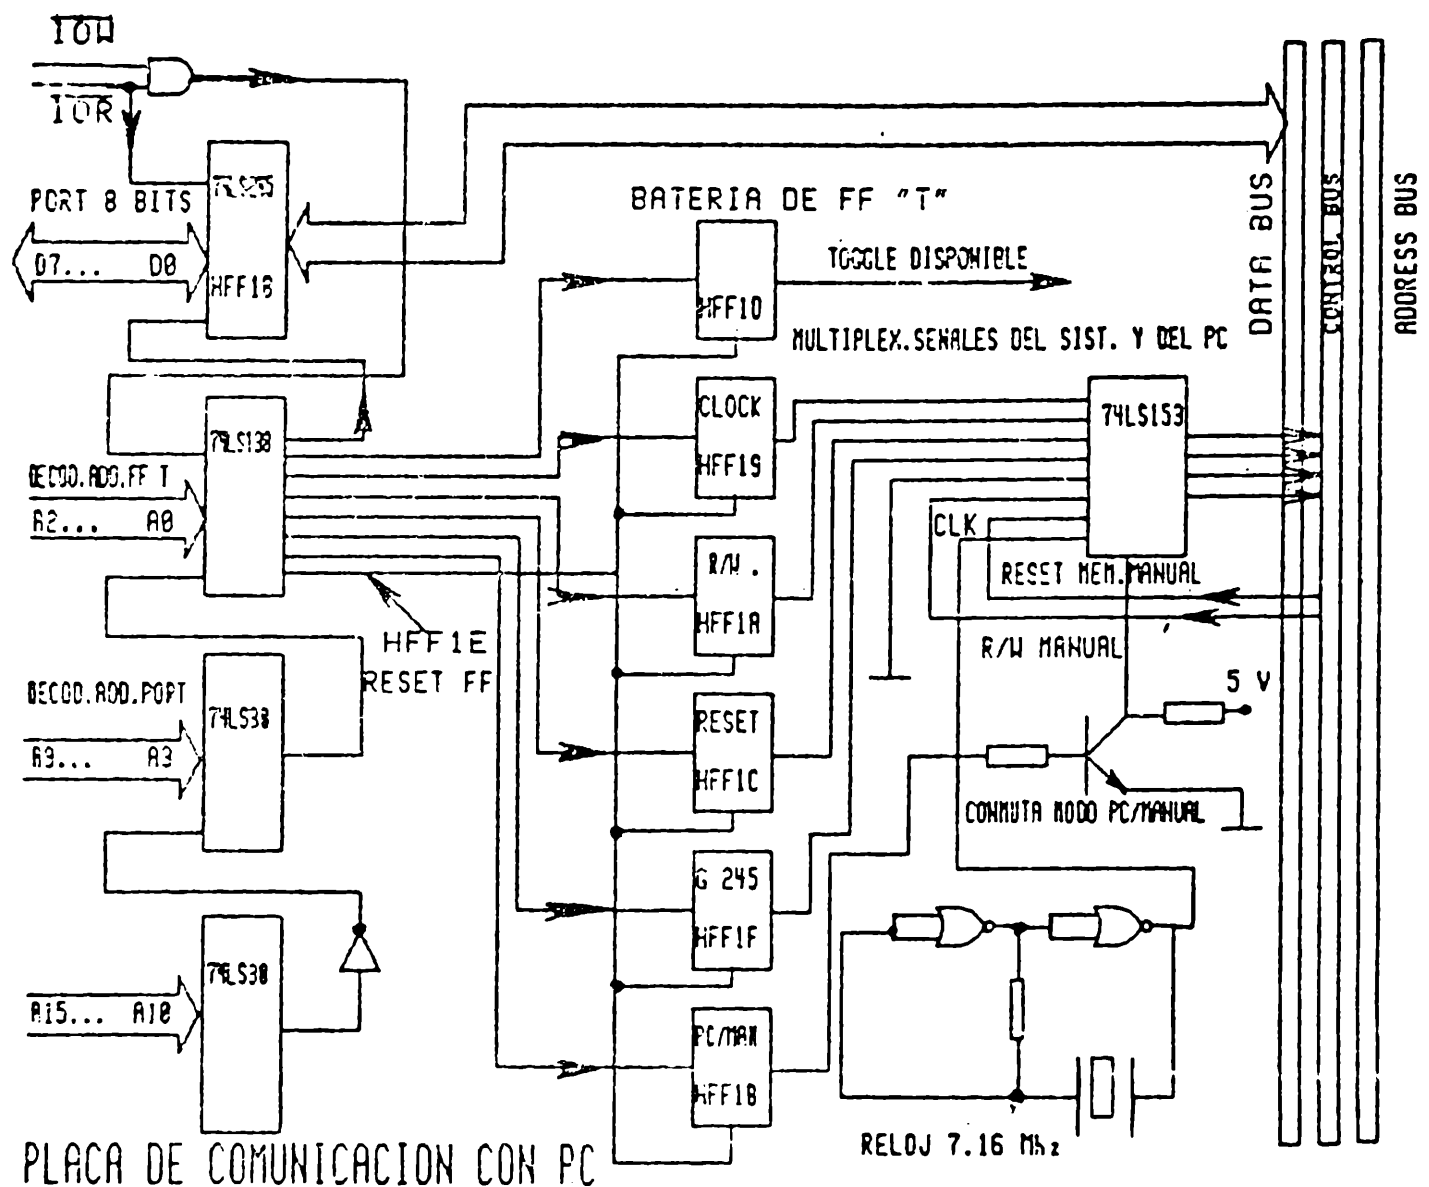 IOW
IOR
PORT 8 BITS
D7... D0
74LS245
HFF18
BATERIA DE FF "T"
HFF1D
TOGGLE DISPONIBLE
MULTIPLEX.SENALES DEL SIST. Y DEL PC
DATA BUS
CONTROL BUS
ADDRESS BUS
74LS138
DECOD.ADD.FF T
A2... A0
CLOCK
HFF19
74LS153
CLK
R/W .
HFF1A
RESET MEM.MANUAL
R/W MANUAL
HFF1E
RESET FF
DECOD.ADD.PORT
A9... A3
RESET
HFF1C
5 V
CONMUTA MODO PC/MANUAL
G 245
HFF1F
74LS30
A15... A10
PC/MAN
HFF1B
RELOJ 7.16 Mhz
PLACA DE COMUNICACION CON PC